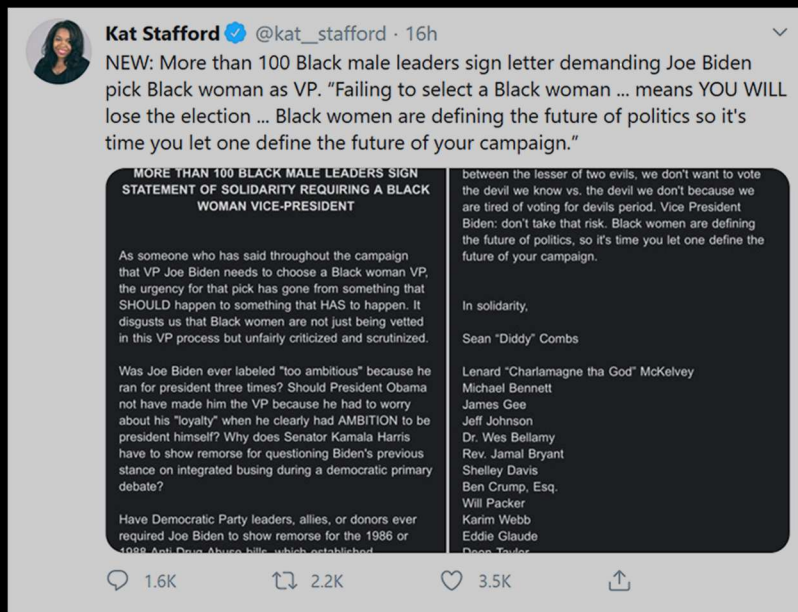 Kat Stafford @kat__stafford · 16h
NEW: More than 100 Black male leaders sign letter demanding Joe Biden
pick Black woman as VP. “Failing to select a Black woman ... means YOU WILL
lose the election ... Black women are defining the future of politics so it's
time you let one define the future of your campaign.”
MORE THAN 100 BLACK MALE LEADERS SIGN
STATEMENT OF SOLIDARITY REQUIRING A BLACK
WOMAN VICE-PRESIDENT
As someone who has said throughout the campaign
that VP Joe Biden needs to choose a Black woman VP,
the urgency for that pick has gone from something that
SHOULD happen to something that HAS to happen. It
disgusts us that Black women are not just being vetted
in this VP process but unfairly criticized and scrutinized.
Was Joe Biden ever labeled "too ambitious" because he
ran for president three times? Should President Obama
not have made him the VP because he had to worry
about his "loyalty" when he clearly had AMBITION to be
president himself? Why does Senator Kamala Harris
have to show remorse for questioning Biden's previous
stance on integrated busing during a democratic primary
debate?
Have Democratic Party leaders, allies, or donors ever
required Joe Biden to show remorse for the 1986 or
1988 Anti Drug Abuse bills, which established
between the lesser of two evils, we don't want to vote
the devil we know vs. the devil we don't because we
are tired of voting for devils period. Vice President
Biden: don't take that risk. Black women are defining
the future of politics, so it's time you let one define the
future of your campaign.
In solidarity,
Sean "Diddy" Combs
Lenard "Charlamagne tha God" McKelvey
Michael Bennett
James Gee
Jeff Johnson
Dr. Wes Bellamy
Rev. Jamal Bryant
Shelley Davis
Ben Crump, Esq.
Will Packer
Karim Webb
Eddie Glaude
Deon Taylor
1.6K 2.2K 3.5K